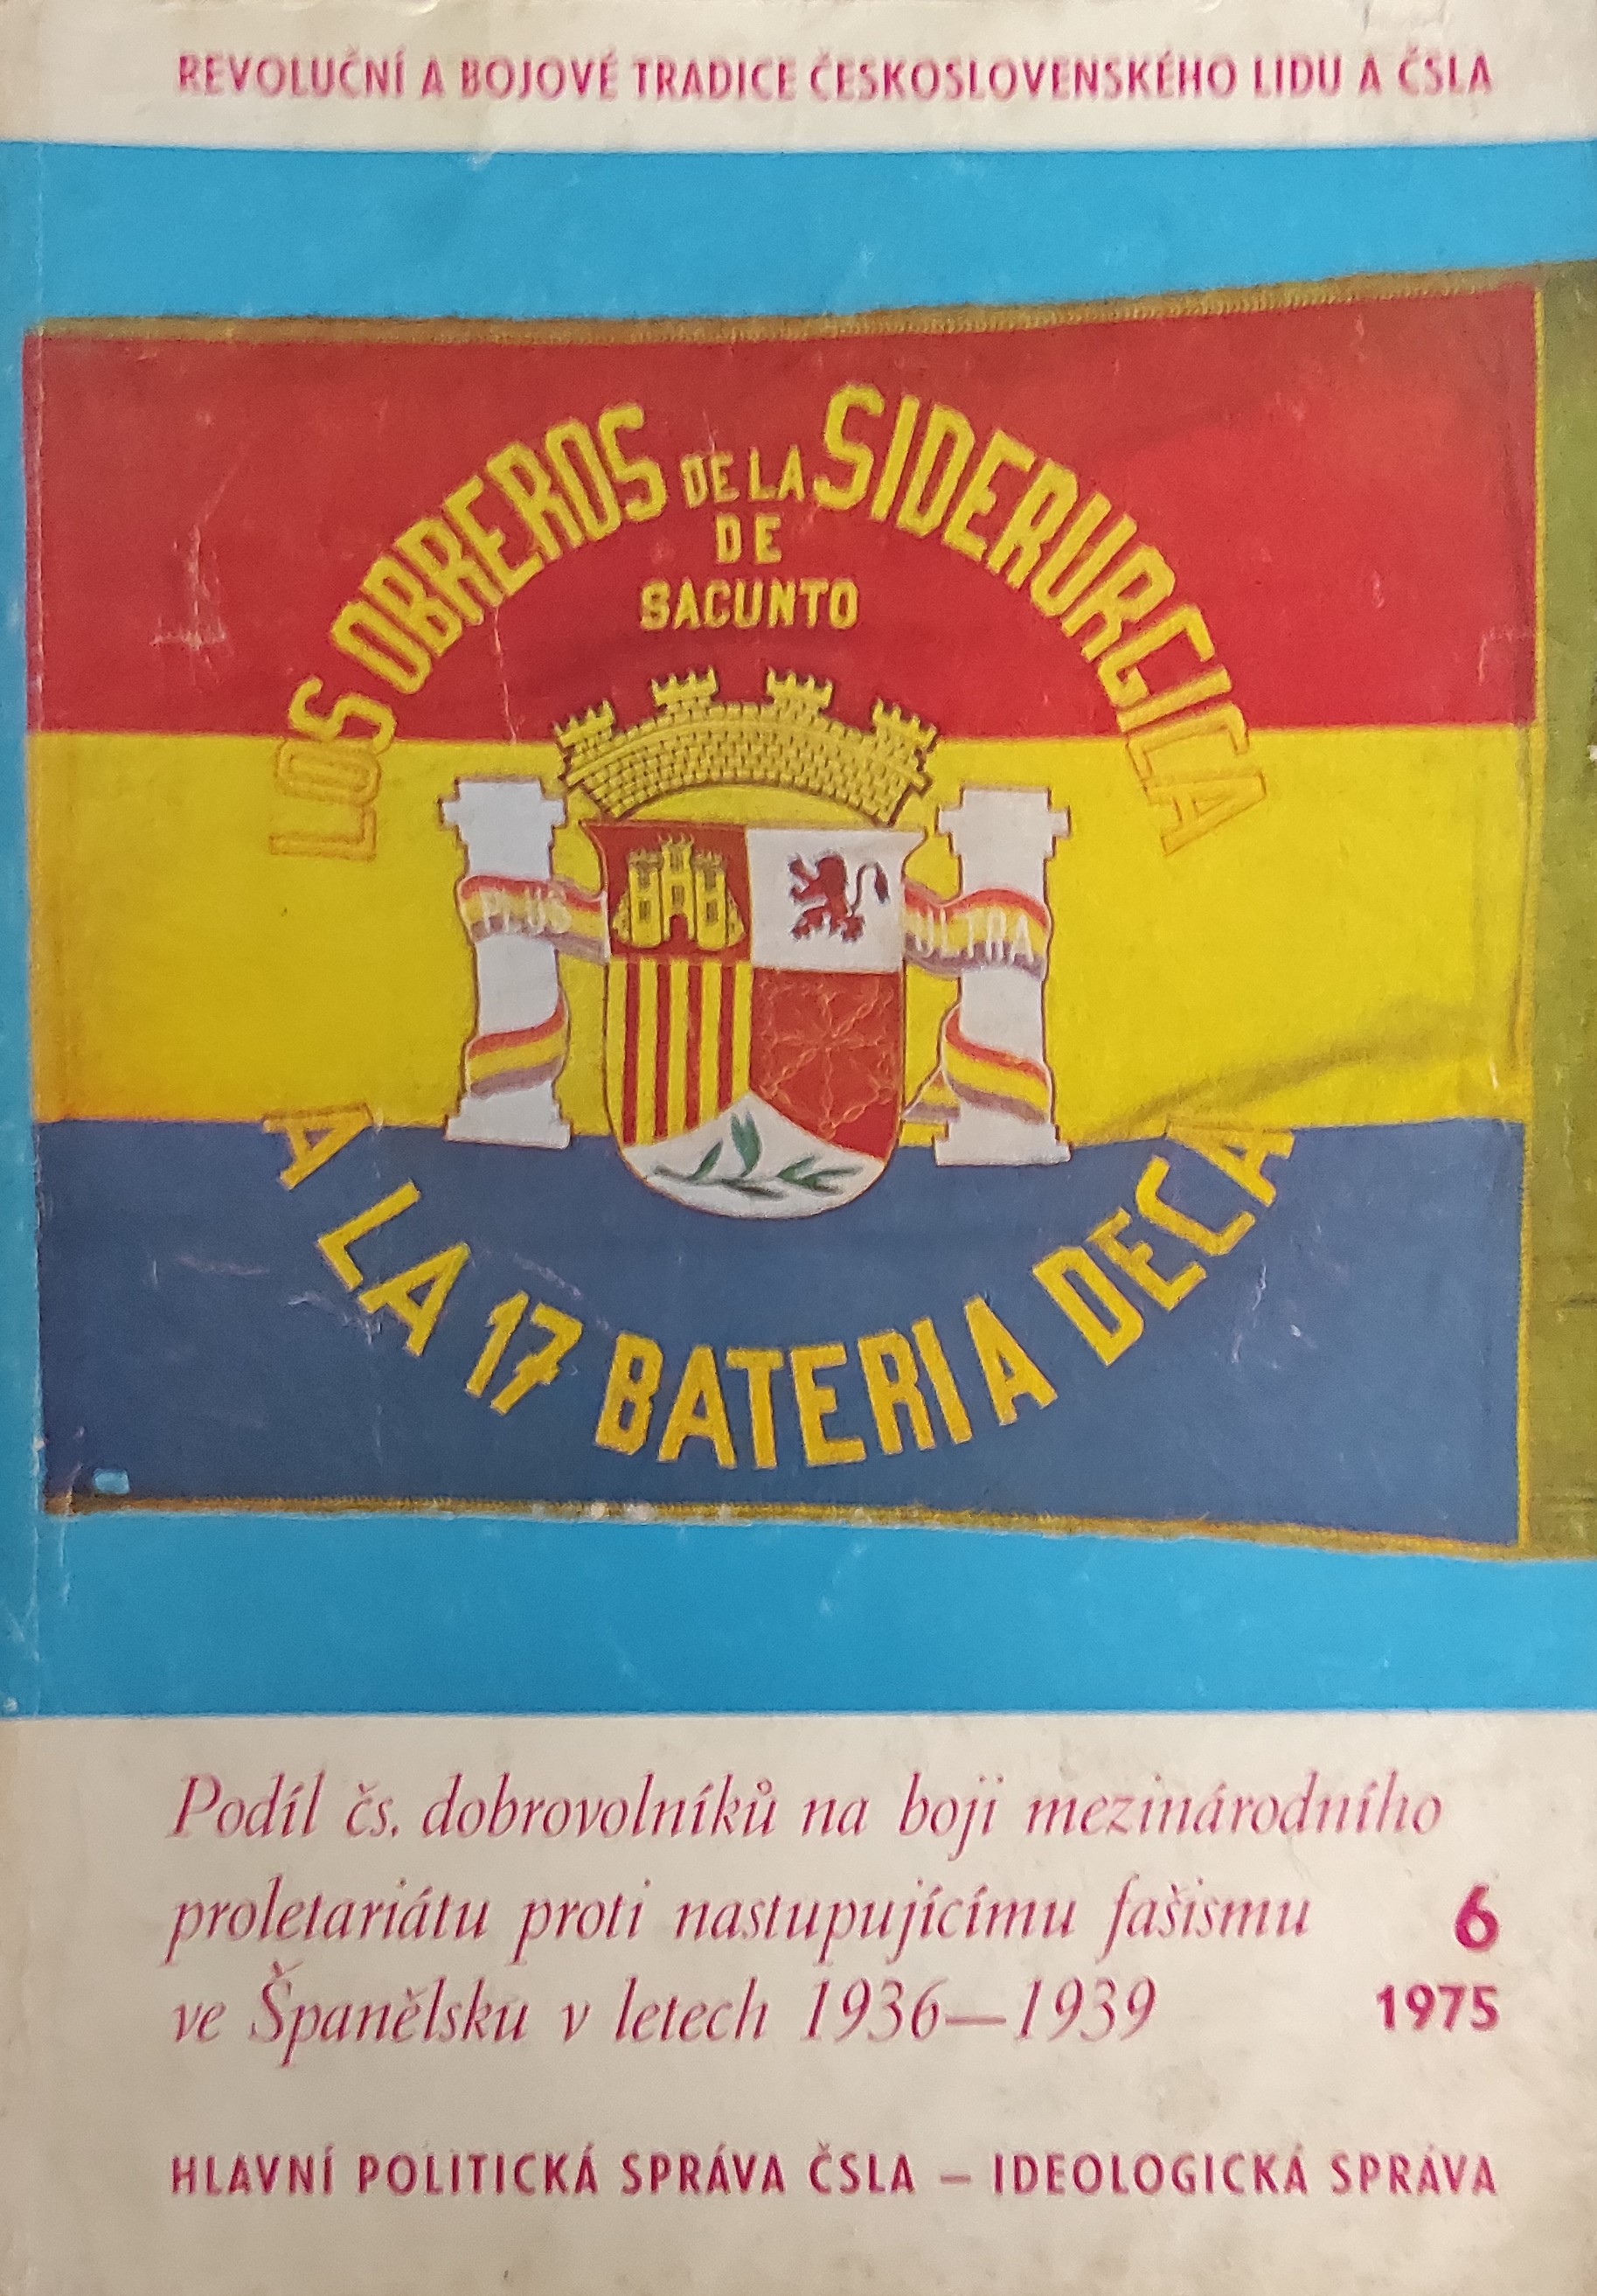 REVOLUČNÍ A BOJOVÉ TRADICE ČESKOSLOVENSKÉHO LIDU A ČSLA
LOS OBREROS DE LA SIDERURGICA
DE
SAGUNTO
PLUS ULTRA
A LA 17 BATERIA DECA
Podíl čs. dobrovolníků na boji mezinárodního
proletariátu proti nastupujícímu fašismu
ve Španělsku v letech 1936—1939
6
1975
HLAVNÍ POLITICKÁ SPRÁVA ČSLA — IDEOLOGICKÁ SPRÁVA